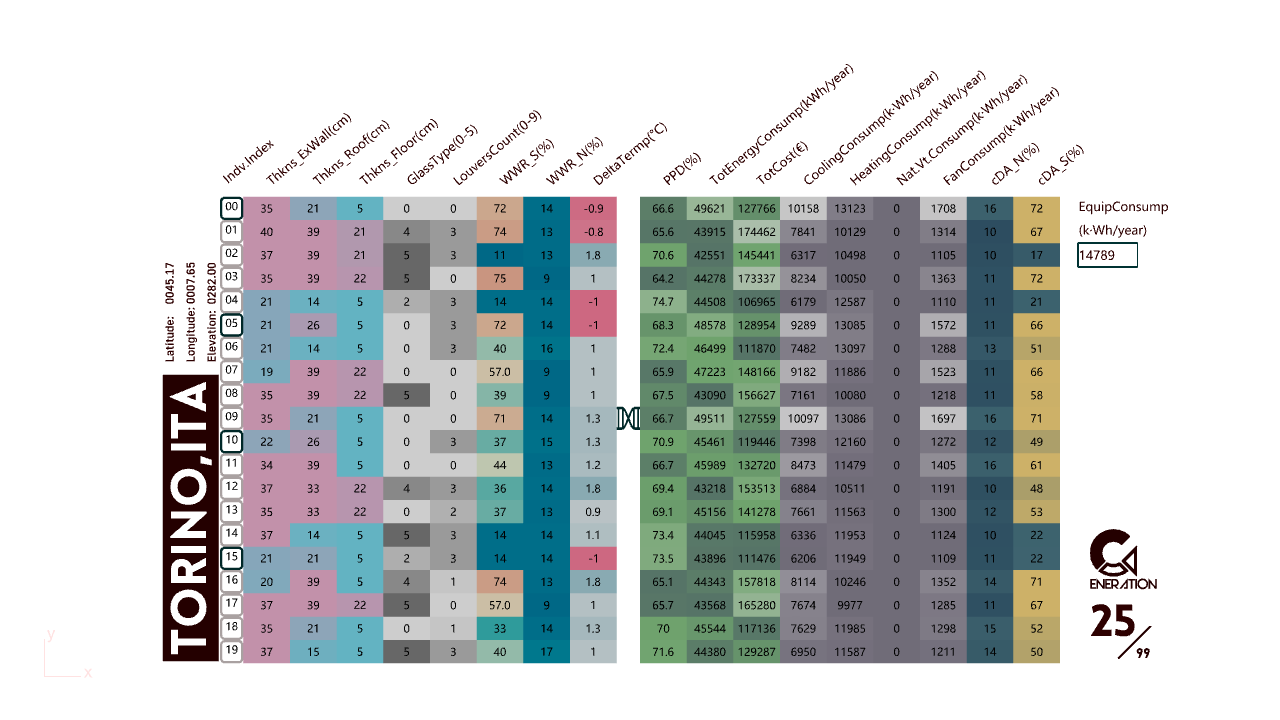 Indv.Index Thkns_ExWall(cm) Thkns_Roof(cm) Thkns_Floor(cm) GlassType(0-5) LouversCount(0-9) WWR_S(%) WWR_N(%) DeltaTermp(°C) PPD(%) TotEnergyConsump(kWh/year) TotCost(€) CoolingConsump(k·Wh/year) HeatingConsump(k·Wh/year) Nat.Vt.Consump(k·Wh/year) FanConsump(k·Wh/year) cDA_N(%) cDA_S(%)
00 35 21 5 0 0 72 14 -0.9 66.6 49621 127766 10158 13123 0 1708 16 72
01 40 39 21 4 3 74 13 -0.8 65.6 43915 174462 7841 10129 0 1314 10 67
02 37 39 21 5 3 11 13 1.8 70.6 42551 145441 6317 10498 0 1105 10 17
03 35 39 22 5 0 75 9 1 64.2 44278 173337 8234 10050 0 1363 11 72
04 21 14 5 2 3 14 14 -1 74.7 44508 106965 6179 12587 0 1110 11 21
05 21 26 5 0 3 72 14 -1 68.3 48578 128954 9289 13085 0 1572 11 66
06 21 14 5 0 3 40 16 1 72.4 46499 111870 7482 13097 0 1288 13 51
07 19 39 22 0 0 57.0 9 1 65.9 47223 148166 9182 11886 0 1523 11 66
08 35 39 22 5 0 39 9 1 67.5 43090 156627 7161 10080 0 1218 11 58
09 35 21 5 0 0 71 14 1.3 66.7 49511 127559 10097 13086 0 1697 16 71
10 22 26 5 0 3 37 15 1.3 70.9 45461 119446 7398 12160 0 1272 12 49
11 34 39 5 0 0 44 13 1.2 66.7 45989 132720 8473 11479 0 1405 16 61
12 37 33 22 4 3 36 14 1.8 69.4 43218 153513 6884 10511 0 1191 10 48
13 35 33 22 0 2 37 13 0.9 69.1 45156 141278 7661 11563 0 1300 12 53
14 37 14 5 5 3 14 14 1.1 73.4 44045 115958 6336 11953 0 1124 10 22
15 21 21 5 2 3 14 14 -1 73.5 43896 111476 6206 11949 0 1109 11 22
16 20 39 5 4 1 74 13 1.8 65.1 44343 157818 8114 10246 0 1352 14 71
17 37 39 22 5 0 57.0 9 1 65.7 43568 165280 7674 9977 0 1285 11 67
18 35 21 5 0 1 33 14 1.3 70 45544 117136 7629 11985 0 1298 15 52
19 37 15 5 5 3 40 17 1 71.6 44380 129287 6950 11587 0 1211 14 50
Latitude: 0045.17
Longitude: 0007.65
Elevation: 0282.00
TORINO,ITA
EquipConsump
(k·Wh/year)
14789
ENERATION
25/99
y
x